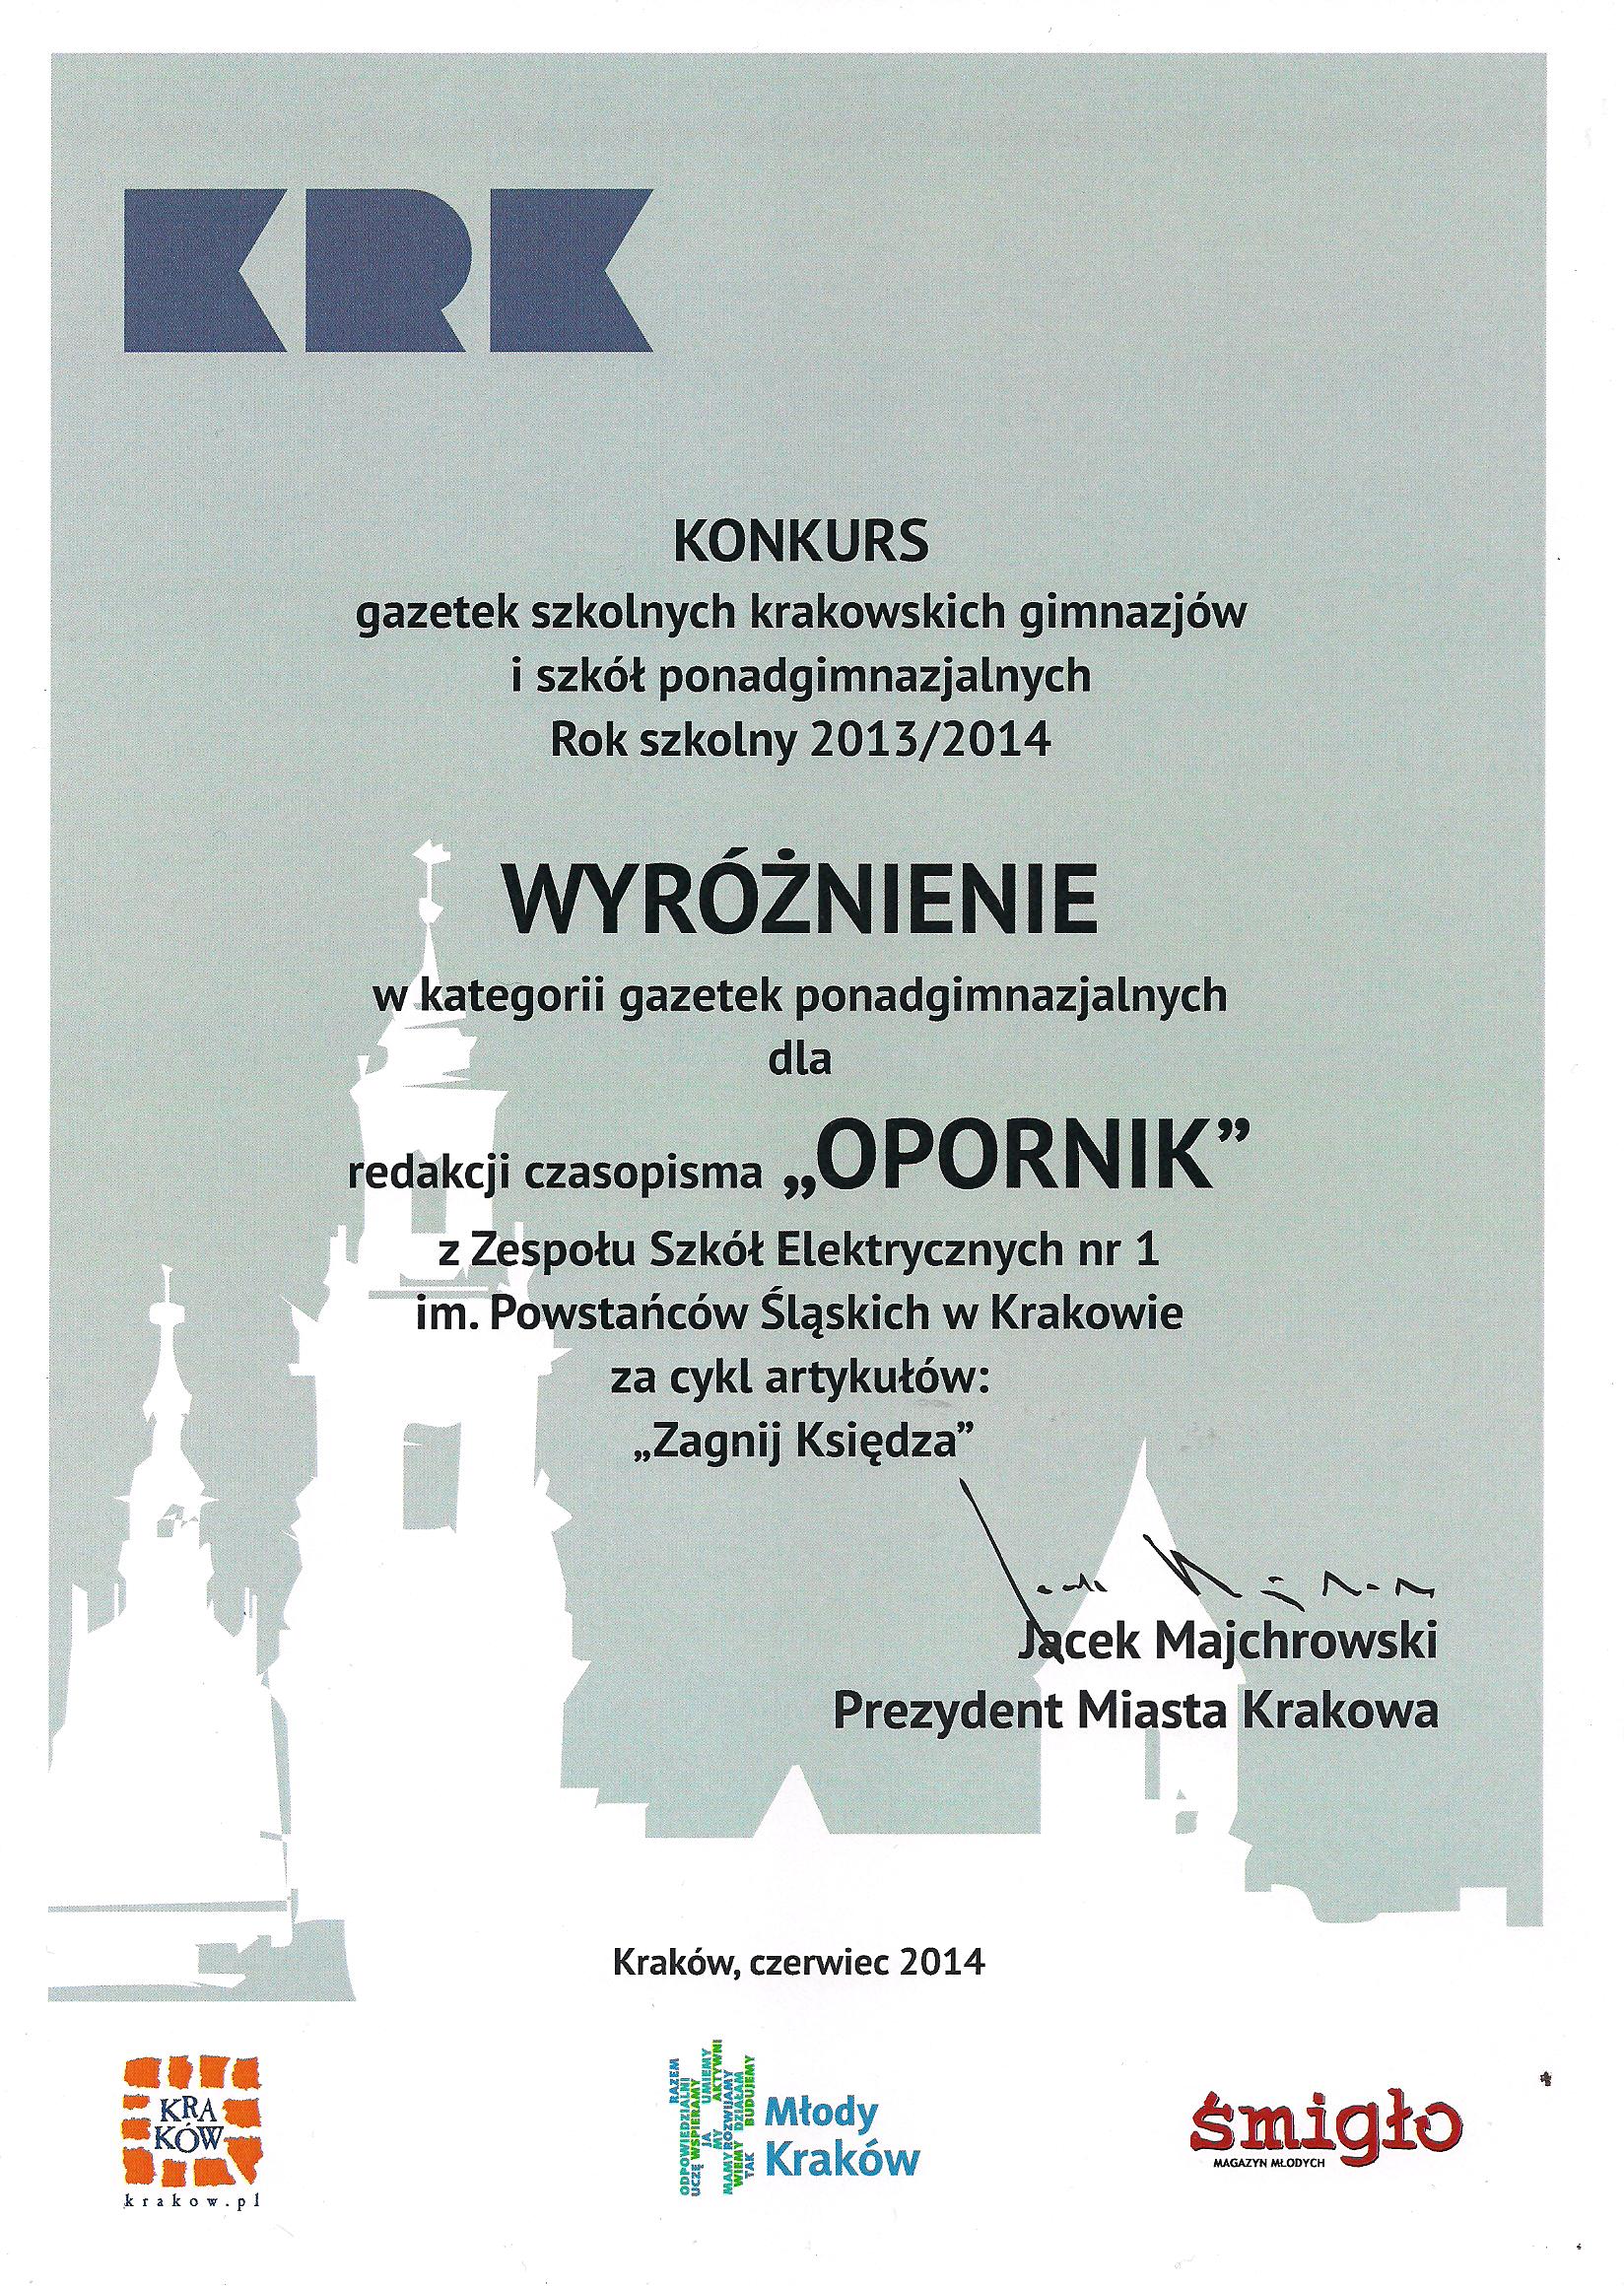 KRK
KONKURS
gazetek szkolnych krakowskich gimnazjów
i szkół ponadgimnazjalnych
Rok szkolny 2013/2014
WYRÓŻNIENIE
w kategorii gazetek ponadgimnazjalnych
dla
redakcji czasopisma „OPORNIK”
z Zespołu Szkół Elektrycznych nr 1
im. Powstańców Śląskich w Krakowie
za cykl artykułów:
„Zagnij Księdza”
Jacek Majchrowski
Prezydent Miasta Krakowa
Kraków, czerwiec 2014
KRA
KÓW
krakow.pl
ODPOWIEDZIALNI
RAZEM
UCZĘ WSPIERAMY
JA UMIEMY
MY AKTYWNI
MAMY ROZWIJAMY
WIEMY DZIAŁAM
TAK BUDUJEMY
Młody
Kraków
śmigło
MAGAZYN MŁODYCH